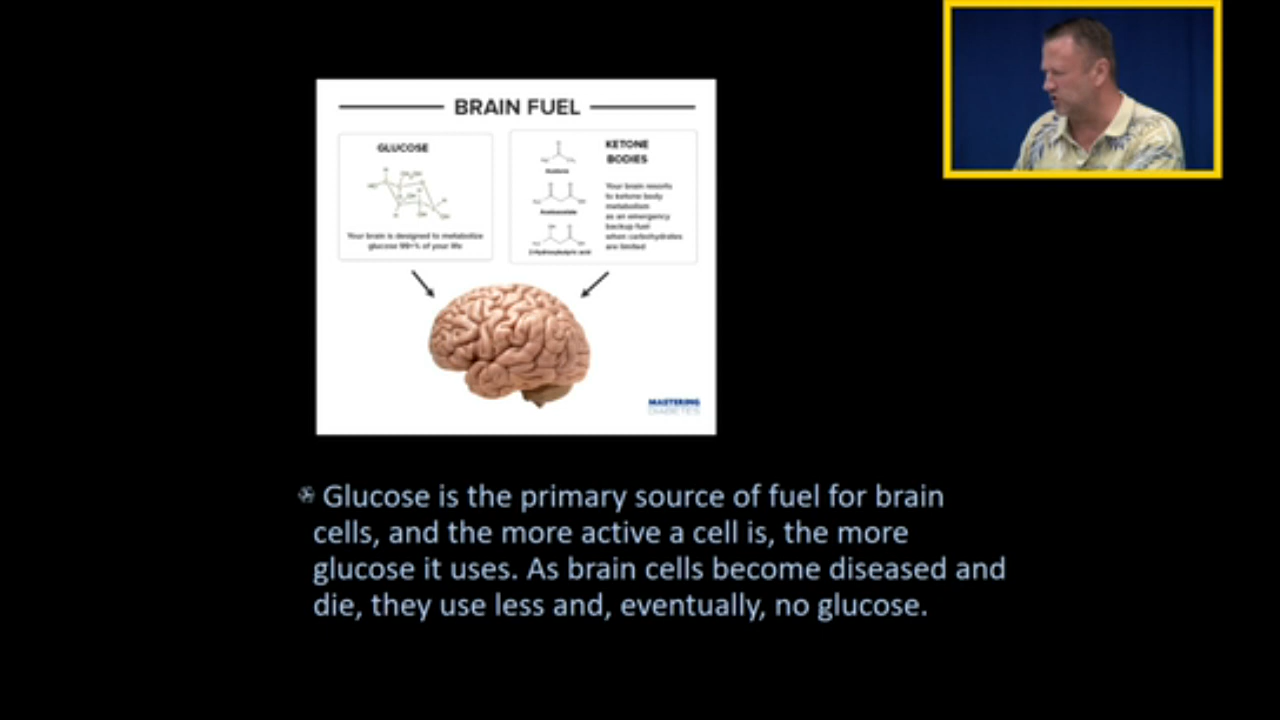 BRAIN FUEL
GLUCOSE
Your brain is designed to metabolize
glucose 99+% of your life
KETONE
BODIES
Acetone
Acetoacetate
Your brain resorts
to ketone body
metabolism
as an emergency
backup fuel
when carbohydrates
are limited
MASTERING
DIABETES
Glucose is the primary source of fuel for brain
cells, and the more active a cell is, the more
glucose it uses. As brain cells become diseased and
die, they use less and, eventually, no glucose.